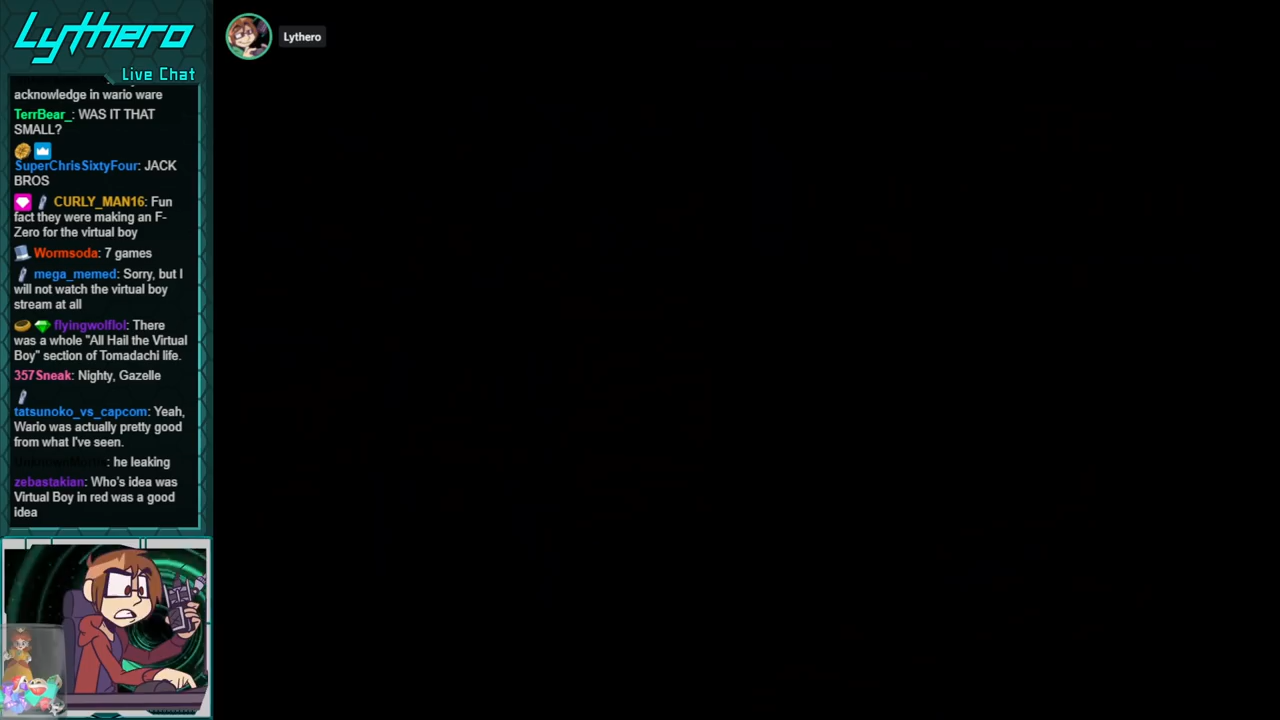 Lythero
Live Chat
acknowledge in wario ware
TerrBear_: WAS IT THAT
SMALL?
SuperChrisSixtyFour: JACK
BROS
CURLY_MAN16: Fun
fact they were making an F-
Zero for the virtual boy
Wormsoda: 7 games
mega_memed: Sorry, but I
will not watch the virtual boy
stream at all
flyingwolflol: There
was a whole "All Hail the Virtual
Boy" section of Tomadachi life.
357Sneak: Nighty, Gazelle
tatsunoko_vs_capcom: Yeah,
Wario was actually pretty good
from what I've seen.
: he leaking
zebastakian: Who's idea was
Virtual Boy in red was a good
idea
Lythero